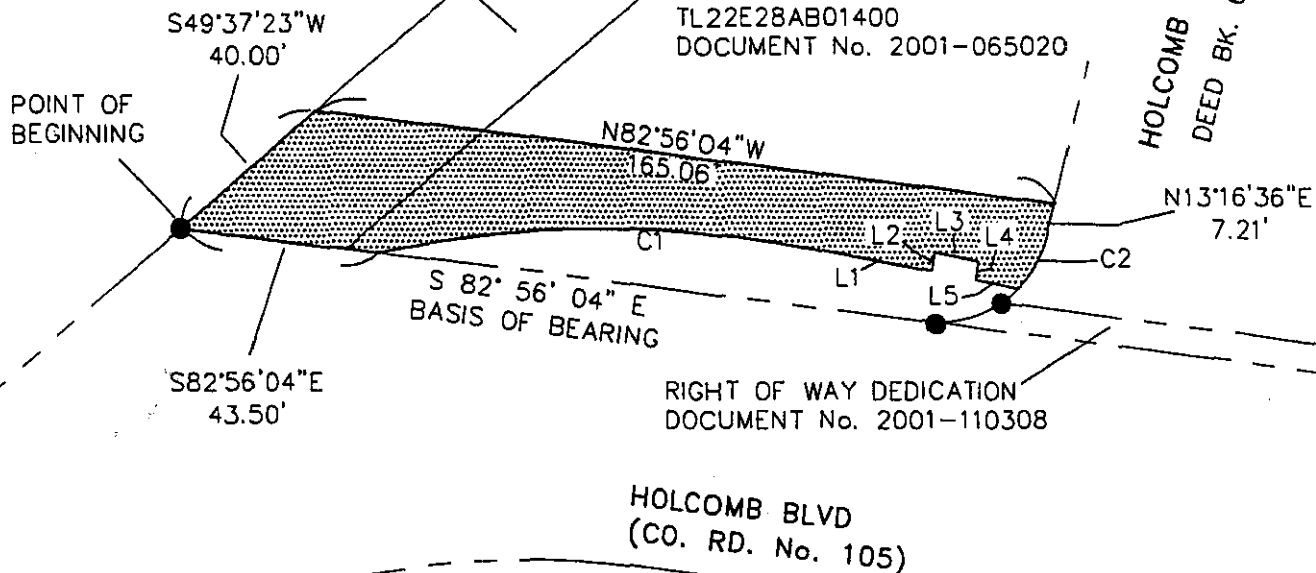 S49°37'23"W
40.00'
TL22E28AB01400
DOCUMENT No. 2001-065020
HOLCOMB
DEED BK.
POINT OF
BEGINNING
N82°56'04"W
165.06'
N13°16'36"E
7.21'
L3
L2
L4
C1
C2
L1
L5
S 82° 56' 04" E
BASIS OF BEARING
S82°56'04"E
43.50'
RIGHT OF WAY DEDICATION
DOCUMENT No. 2001-110308
HOLCOMB BLVD
(CO. RD. No. 105)